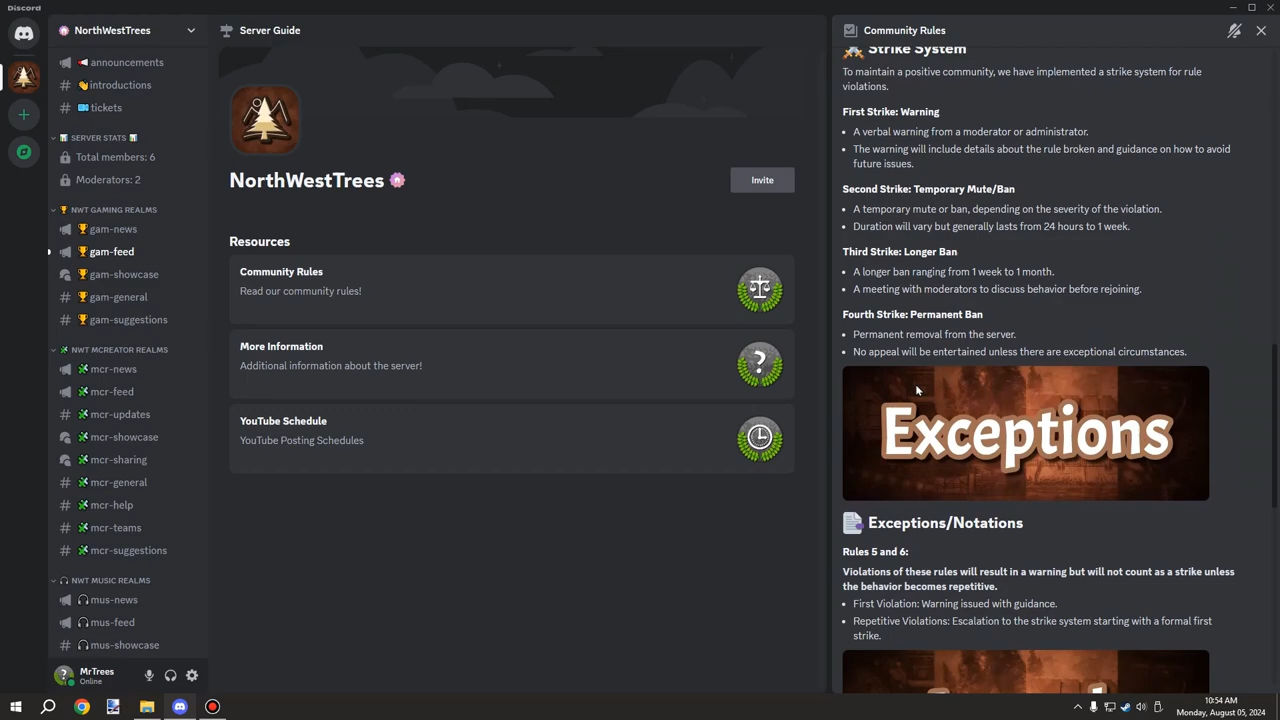 Discord
NorthWestTrees
announcements
introductions
tickets
SERVER STATS
Total members: 6
Moderators: 2
NWT GAMING REALMS
gam-news
gam-feed
gam-showcase
gam-general
gam-suggestions
NWT MCREATOR REALMS
mcr-news
mcr-feed
mcr-updates
mcr-showcase
mcr-sharing
mcr-general
mcr-help
mcr-teams
mcr-suggestions
NWT MUSIC REALMS
mus-news
mus-feed
mus-showcase
MrTrees
Online
Server Guide
NorthWestTrees
Invite
Resources
Community Rules
Read our community rules!
More Information
Additional information about the server!
?
YouTube Schedule
YouTube Posting Schedules
Community Rules
Strike System
To maintain a positive community, we have implemented a strike system for rule
violations.
First Strike: Warning
• A verbal warning from a moderator or administrator.
• The warning will include details about the rule broken and guidance on how to avoid
future issues.
Second Strike: Temporary Mute/Ban
• A temporary mute or ban, depending on the severity of the violation.
• Duration will vary but generally lasts from 24 hours to 1 week.
Third Strike: Longer Ban
• A longer ban ranging from 1 week to 1 month.
• A meeting with moderators to discuss behavior before rejoining.
Fourth Strike: Permanent Ban
• Permanent removal from the server.
• No appeal will be entertained unless there are exceptional circumstances.
Exceptions
Exceptions/Notations
Rules 5 and 6:
Violations of these rules will result in a warning but will not count as a strike unless
the behavior becomes repetitive.
• First Violation: Warning issued with guidance.
• Repetitive Violations: Escalation to the strike system starting with a formal first
strike.
10:54 AM
Monday, August 05, 2024